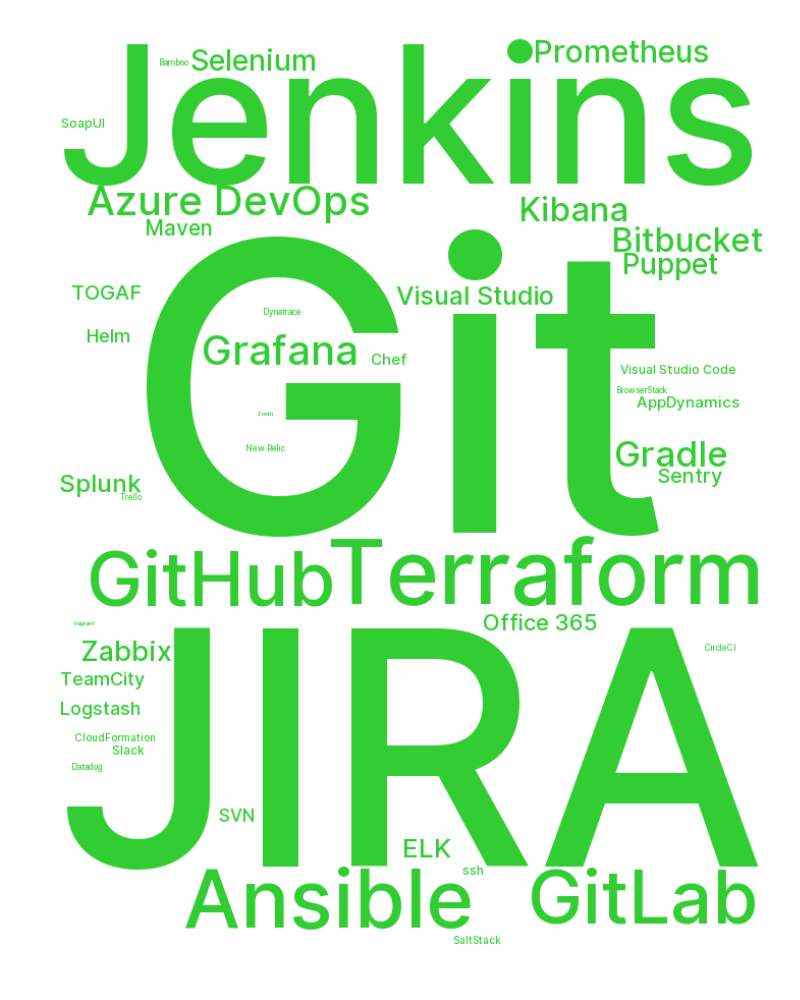 Jenkins
Bamboo
Selenium
Prometheus
SoapUI
Azure DevOps
Kibana
Maven
Bitbucket
Puppet
Git
TOGAF
Visual Studio
Dynatrace
Helm
Grafana
Chef
Visual Studio Code
BrowserStack
AppDynamics
Zoom
New Relic
Gradle
Sentry
Splunk
Trello
GitHub
Terraform
Vagrant
Office 365
JIRA
Zabbix
CircleCI
TeamCity
Logstash
CloudFormation
Slack
Datadog
SVN
ELK
ssh
Ansible
GitLab
SaltStack